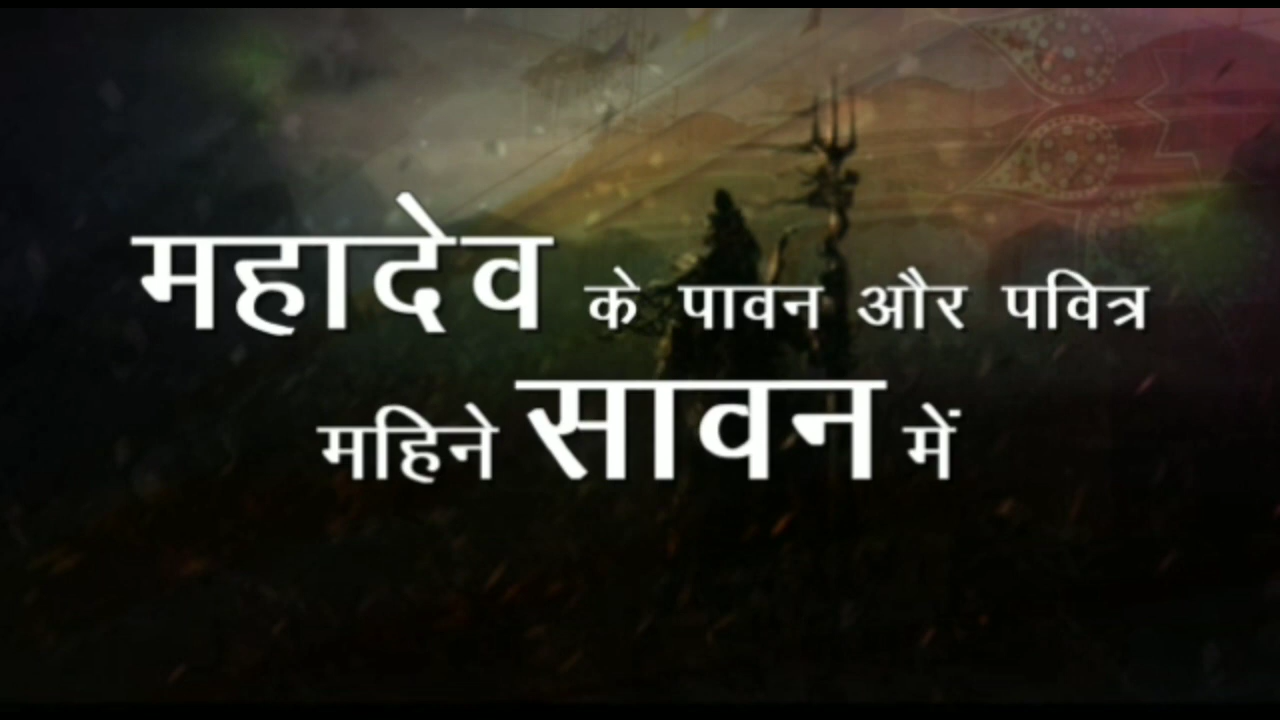 महादेव के पावन और पवित्र
महिने सावन में